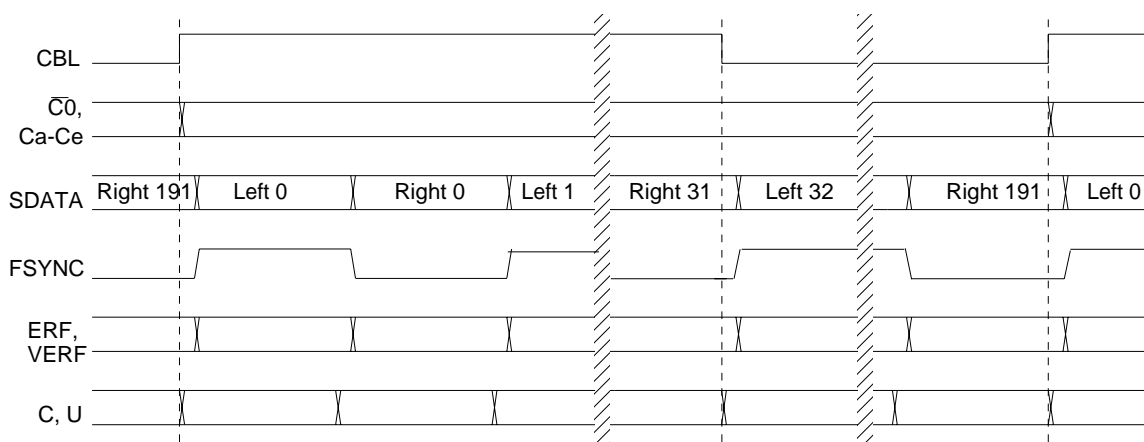 CBL
C̅0̅,
Ca-Ce
SDATA Right 191 Left 0 Right 0 Left 1 Right 31 Left 32 Right 191 Left 0
FSYNC
ERF,
VERF
C, U